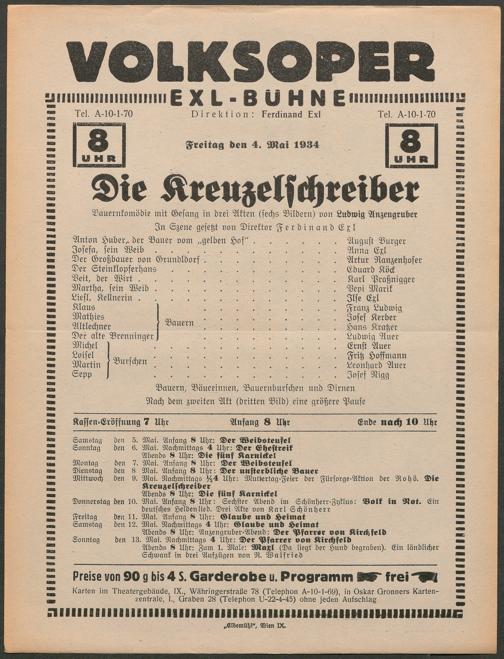 VOLKSOPER
EXL-BÜHNE
Tel. A-10-1-70 Direktion: Ferdinand Exl Tel. A-10-1-70
8 UHR Freitag den 4. Mai 1934 8 UHR
Die Kreuzelschreiber
Bauernkomödie mit Gesang in drei Akten (sechs Bildern) von Ludwig Anzengruber
In Szene gesetzt von Direktor Ferdinand Exl
Anton Huber, der Bauer vom „gelben Hof“ . . . . . August Burger
Josefa, sein Weib . . . . . Anna Exl
Der Großbauer von Grundldorf . . . . . Artur Ranzenhofer
Der Steinklopferhans . . . . . Eduard Köck
Veit, der Wirt . . . . . Karl Praßnigger
Martha, sein Weib . . . . . Pepi Marik
Liesl, Kellnerin . . . . . Ilse Exl
Klaus . . . . . Franz Ludwig
Mathies . . . . . Josef Kerber
Altlechner Bauern . . . . . Hans Kratzer
Der alte Brenninger . . . . . Ludwig Auer
Michel . . . . . Ernst Auer
Loisel Burschen . . . . . Fritz Hoffmann
Martin . . . . . Leonhard Auer
Sepp . . . . . Josef Nigg
Bauern, Bäuerinnen, Bauernburschen und Dirnen
Nach dem zweiten Akt (dritten Bild) eine größere Pause
Kassen-Eröffnung 7 Uhr Anfang 8 Uhr Ende nach 10 Uhr
Samstag den 5. Mai. Anfang 8 Uhr: Der Weibsteufel
Sonntag den 6. Mai. Nachmittags 4 Uhr: Der Ehestreik
Abends 8 Uhr: Die fünf Karnickel
Montag den 7. Mai. Anfang 8 Uhr: Der Weibsteufel
Dienstag den 8. Mai. Anfang 8 Uhr: Der unsterbliche Bauer
Mittwoch den 9. Mai. Nachmittags ¼4 Uhr: Muttertag-Feier der Fürsorge-Aktion der Rohö. Die
Kreuzelschreiber
Abends 8 Uhr: Die fünf Karnickel
Donnerstag den 10. Mai. Anfang 8 Uhr: Sechster Abend im Schönherr-Zyklus: Volk in Not. Ein
deutsches Heldenlied. Drei Akte von Karl Schönherr
Freitag den 11. Mai. Anfang 8 Uhr: Glaube und Heimat
Samstag den 12. Mai. Nachmittags 4 Uhr: Glaube und Heimat
Abends 8 Uhr: Anzengruber-Abend: Der Pfarrer von Kirchfeld
Sonntag den 13. Mai. Nachmittags 4 Uhr: Der Pfarrer von Kirchfeld
Abends 8 Uhr: Zum 1. Male: Maxl (Da liegt der Hund begraben). Ein ländlicher
Schwank in drei Aufzügen von R. Walfried
Preise von 90 g bis 4 S. Garderobe u. Programm frei
Karten im Theatergebäude, IX., Währingerstraße 78 (Telephon A-10-1-69), in Oskar Gronners Karten-
zentrale, I., Graben 28 (Telephon U-22-4-45) ohne jeden Aufschlag
„Elbemühl“, Wien IX.